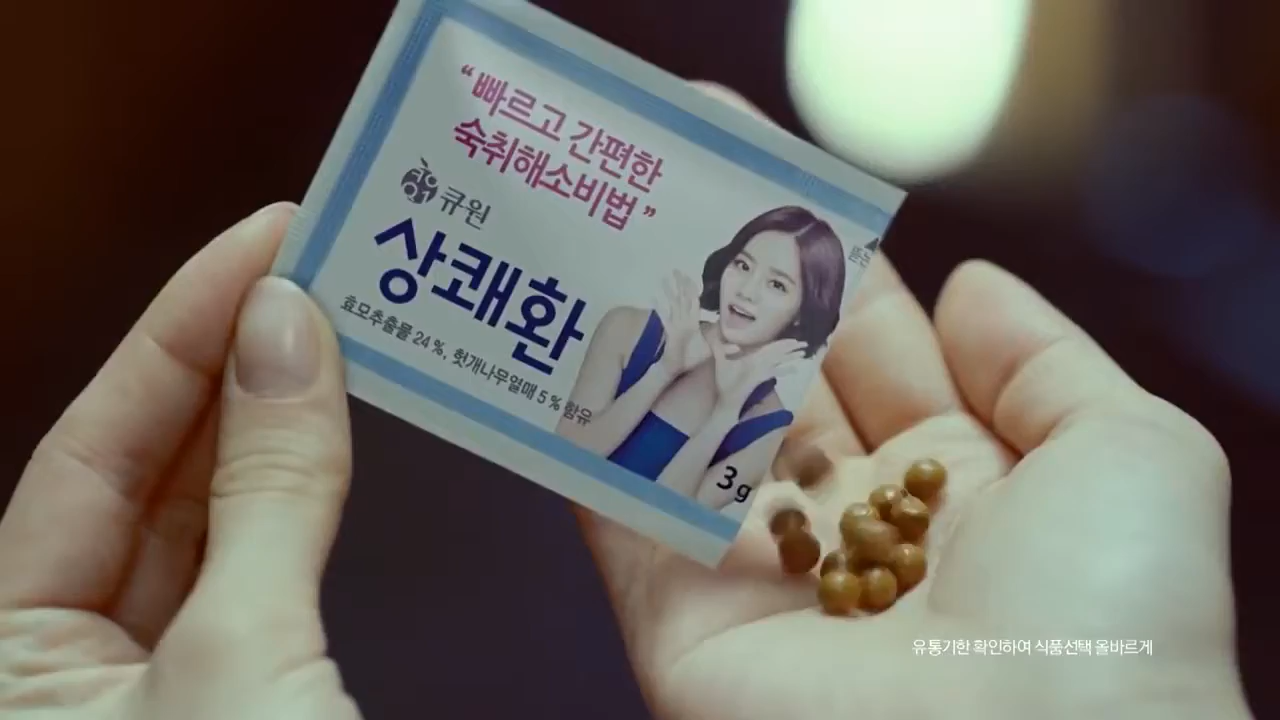 “빠르고 간편한
숙취해소비법”
큐원
상쾌환
효모추출물 24%, 헛개나무열매 5% 함유
3g
유통기한 확인하여 식품선택 올바르게